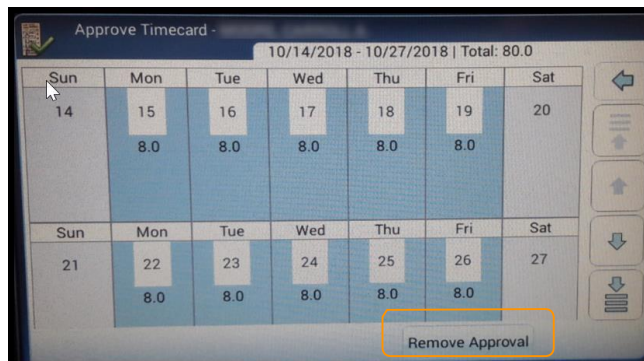 Approve Timecard -
10/14/2018 - 10/27/2018 | Total: 80.0
Sun Mon Tue Wed Thu Fri Sat
14 15 16 17 18 19 20
8.0 8.0 8.0 8.0 8.0
Sun Mon Tue Wed Thu Fri Sat
21 22 23 24 25 26 27
8.0 8.0 8.0 8.0 8.0
Remove Approval